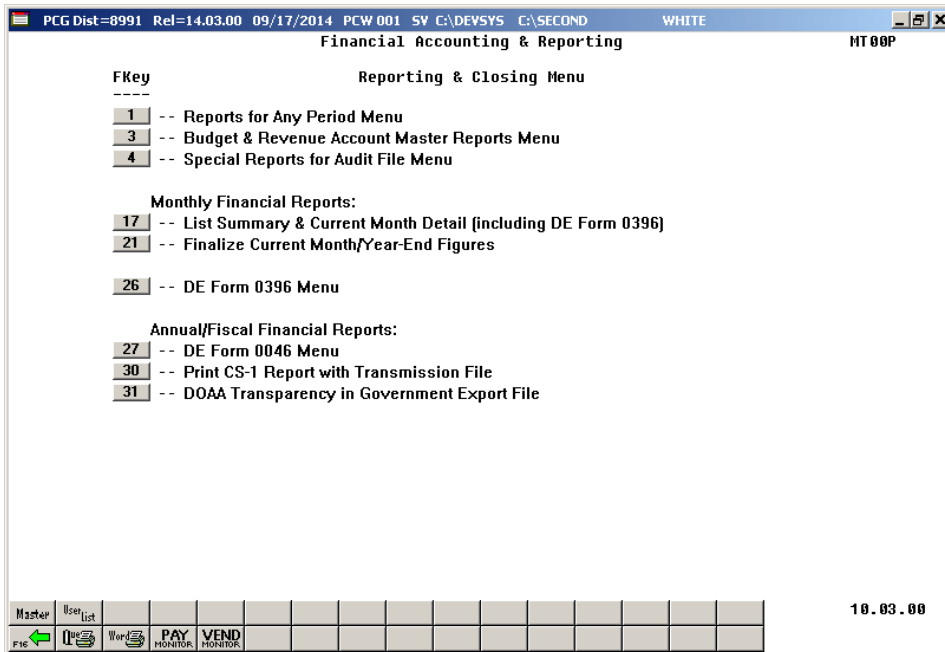 PCG Dist=8991 Rel=14.03.00 09/17/2014 PCW 001 SV C:\DEVSYS C:\SECOND WHITE
Financial Accounting & Reporting MT00P
FKey Reporting & Closing Menu
----
1 -- Reports for Any Period Menu
3 -- Budget & Revenue Account Master Reports Menu
4 -- Special Reports for Audit File Menu
Monthly Financial Reports:
17 -- List Summary & Current Month Detail (including DE Form 0396)
21 -- Finalize Current Month/Year-End Figures
26 -- DE Form 0396 Menu
Annual/Fiscal Financial Reports:
27 -- DE Form 0046 Menu
30 -- Print CS-1 Report with Transmission File
31 -- DOAA Transparency in Government Export File
Master User List 10.03.00
F16 Que Word PAY MONITOR VEND MONITOR